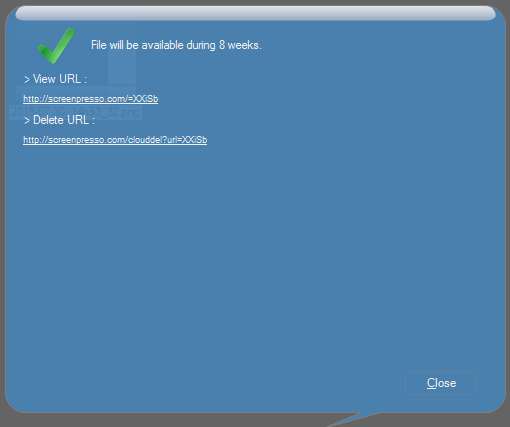 File will be available during 8 weeks.
> View URL :
http://screenpresso.com/=XXiSb
> Delete URL :
http://screenpresso.com/clouddel?url=XXiSb
Close